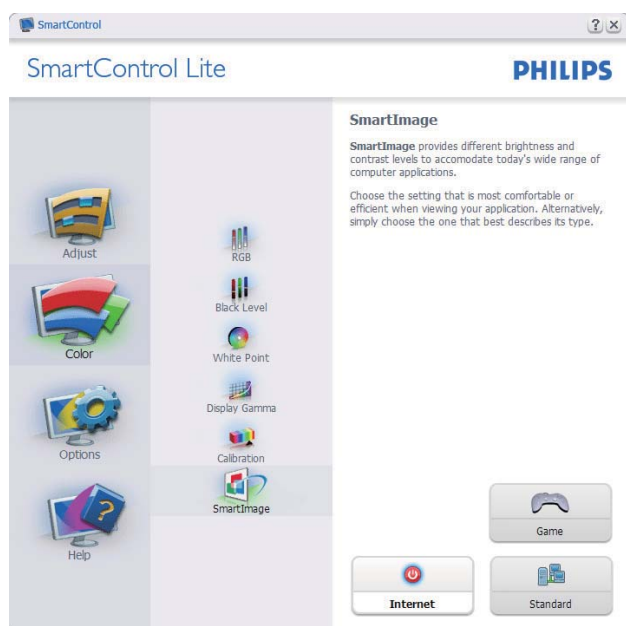 SmartControl
SmartControl Lite
PHILIPS
Adjust
Color
Options
Help
RGB
Black Level
White Point
Display Gamma
Calibration
SmartImage
SmartImage
SmartImage provides different brightness and
contrast levels to accomodate today's wide range of
computer applications.
Choose the setting that is most comfortable or
efficient when viewing your application. Alternatively,
simply choose the one that best describes its type.
Game
Internet
Standard